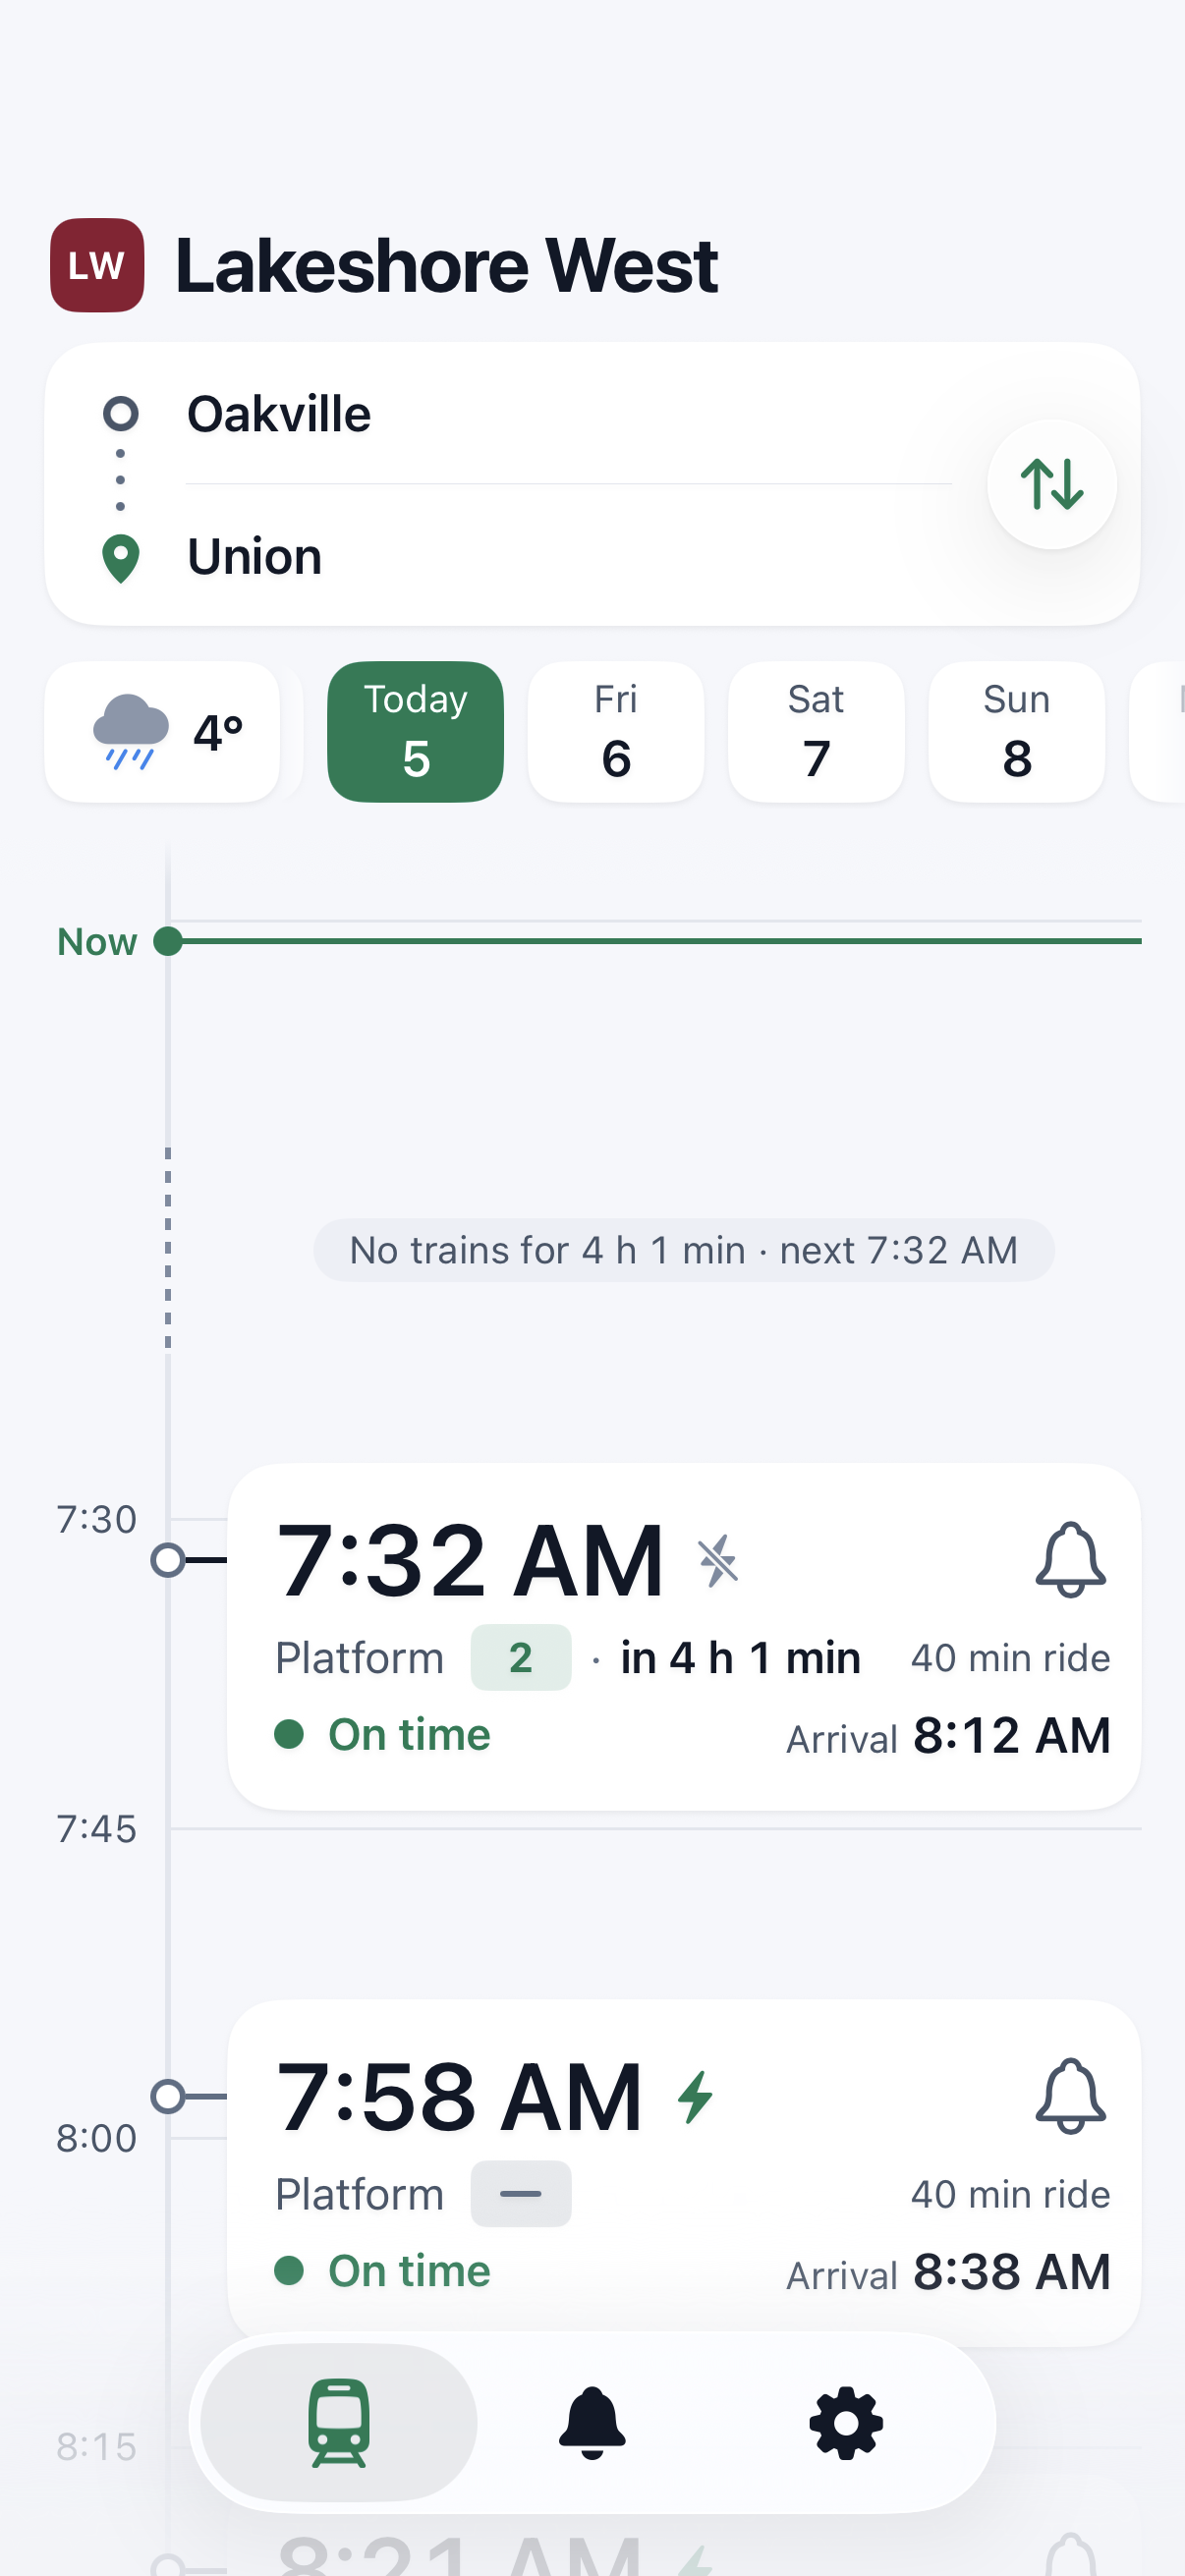 LW Lakeshore West
Oakville
Union
4°
Today Fri Sat Sun
5 6 7 8
Now
No trains for 4 h 1 min · next 7:32 AM
7:30
7:32 AM
Platform 2 · in 4 h 1 min 40 min ride
On time Arrival 8:12 AM
7:45
7:58 AM
8:00
Platform — 40 min ride
On time Arrival 8:38 AM
8:15
8:21 AM